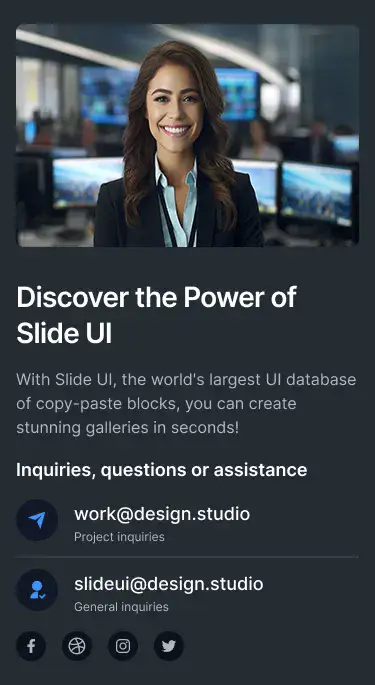 Discover the Power of
Slide UI
With Slide UI, the world's largest UI database
of copy-paste blocks, you can create
stunning galleries in seconds!
Inquiries, questions or assistance
work@design.studio
Project inquiries
slideui@design.studio
General inquiries